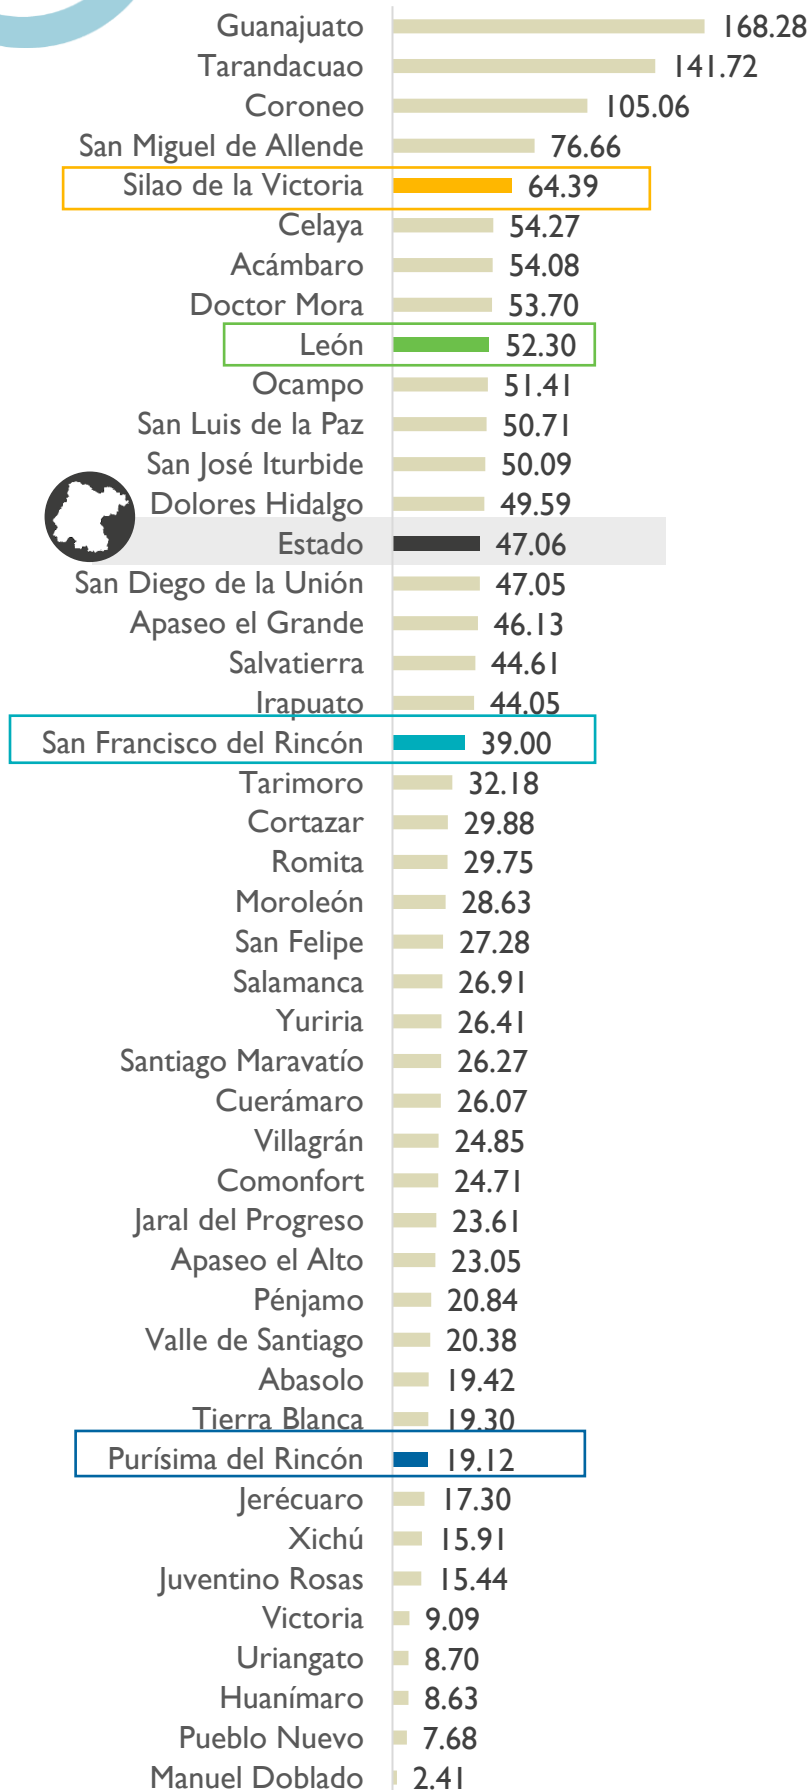 Guanajuato 168.28
Tarandacuao 141.72
Coroneo 105.06
San Miguel de Allende 76.66
Silao de la Victoria 64.39
Celaya 54.27
Acámbaro 54.08
Doctor Mora 53.70
León 52.30
Ocampo 51.41
San Luis de la Paz 50.71
San José Iturbide 50.09
Dolores Hidalgo 49.59
Estado 47.06
San Diego de la Unión 47.05
Apaseo el Grande 46.13
Salvatierra 44.61
Irapuato 44.05
San Francisco del Rincón 39.00
Tarimoro 32.18
Cortazar 29.88
Romita 29.75
Moroleón 28.63
San Felipe 27.28
Salamanca 26.91
Yuriria 26.41
Santiago Maravatío 26.27
Cuerámaro 26.07
Villagrán 24.85
Comonfort 24.71
Jaral del Progreso 23.61
Apaseo el Alto 23.05
Pénjamo 20.84
Valle de Santiago 20.38
Abasolo 19.42
Tierra Blanca 19.30
Purísima del Rincón 19.12
Jerécuaro 17.30
Xichú 15.91
Juventino Rosas 15.44
Victoria 9.09
Uriangato 8.70
Huanímaro 8.63
Pueblo Nuevo 7.68
Manuel Doblado 2.41